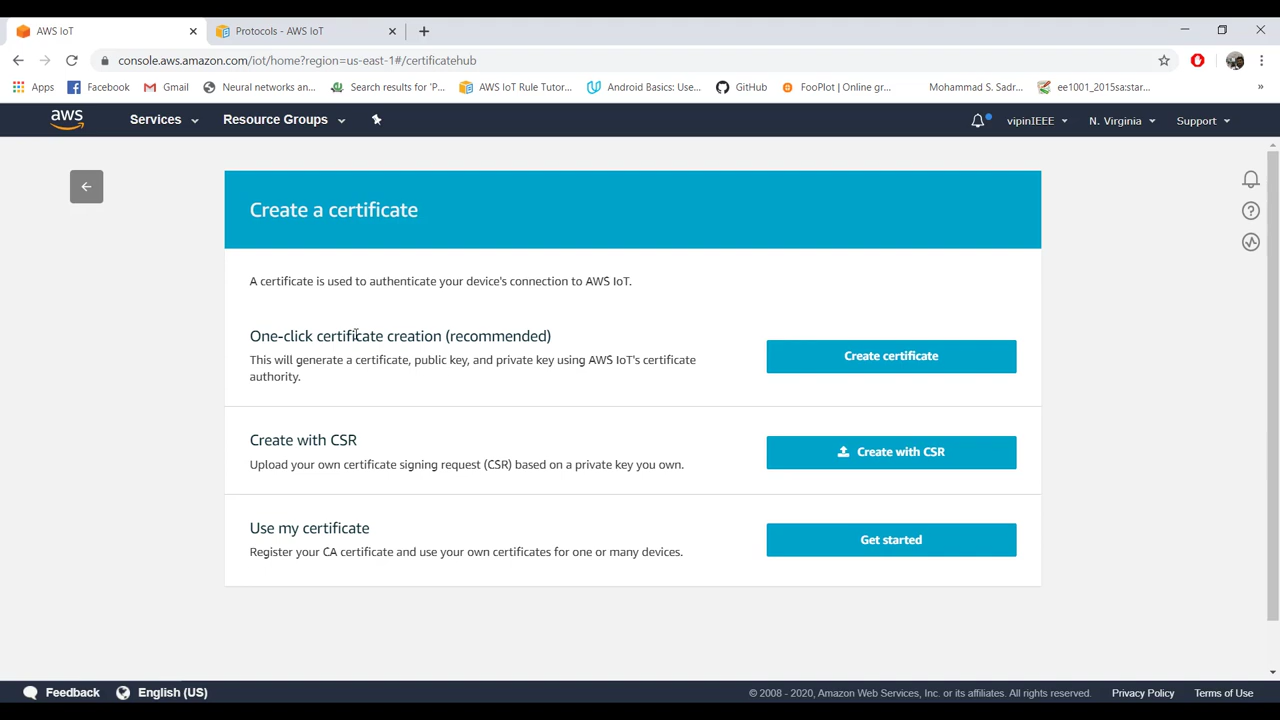 AWS IoT
Protocols - AWS IoT
console.aws.amazon.com/iot/home?region=us-east-1#/certificatehub
Apps
Facebook
Gmail
Neural networks an...
Search results for 'P...
AWS IoT Rule Tutor...
Android Basics: Use...
GitHub
FooPlot | Online gr...
Mohammad S. Sadr...
ee1001_2015sa:star...
»
aws
Services
Resource Groups
vipinIEEE
N. Virginia
Support
Create a certificate
A certificate is used to authenticate your device's connection to AWS IoT.
One-click certificate creation (recommended)
This will generate a certificate, public key, and private key using AWS IoT's certificate
authority.
Create certificate
Create with CSR
Upload your own certificate signing request (CSR) based on a private key you own.
Create with CSR
Use my certificate
Register your CA certificate and use your own certificates for one or many devices.
Get started
Feedback
English (US)
© 2008 - 2020, Amazon Web Services, Inc. or its affiliates. All rights reserved.
Privacy Policy
Terms of Use